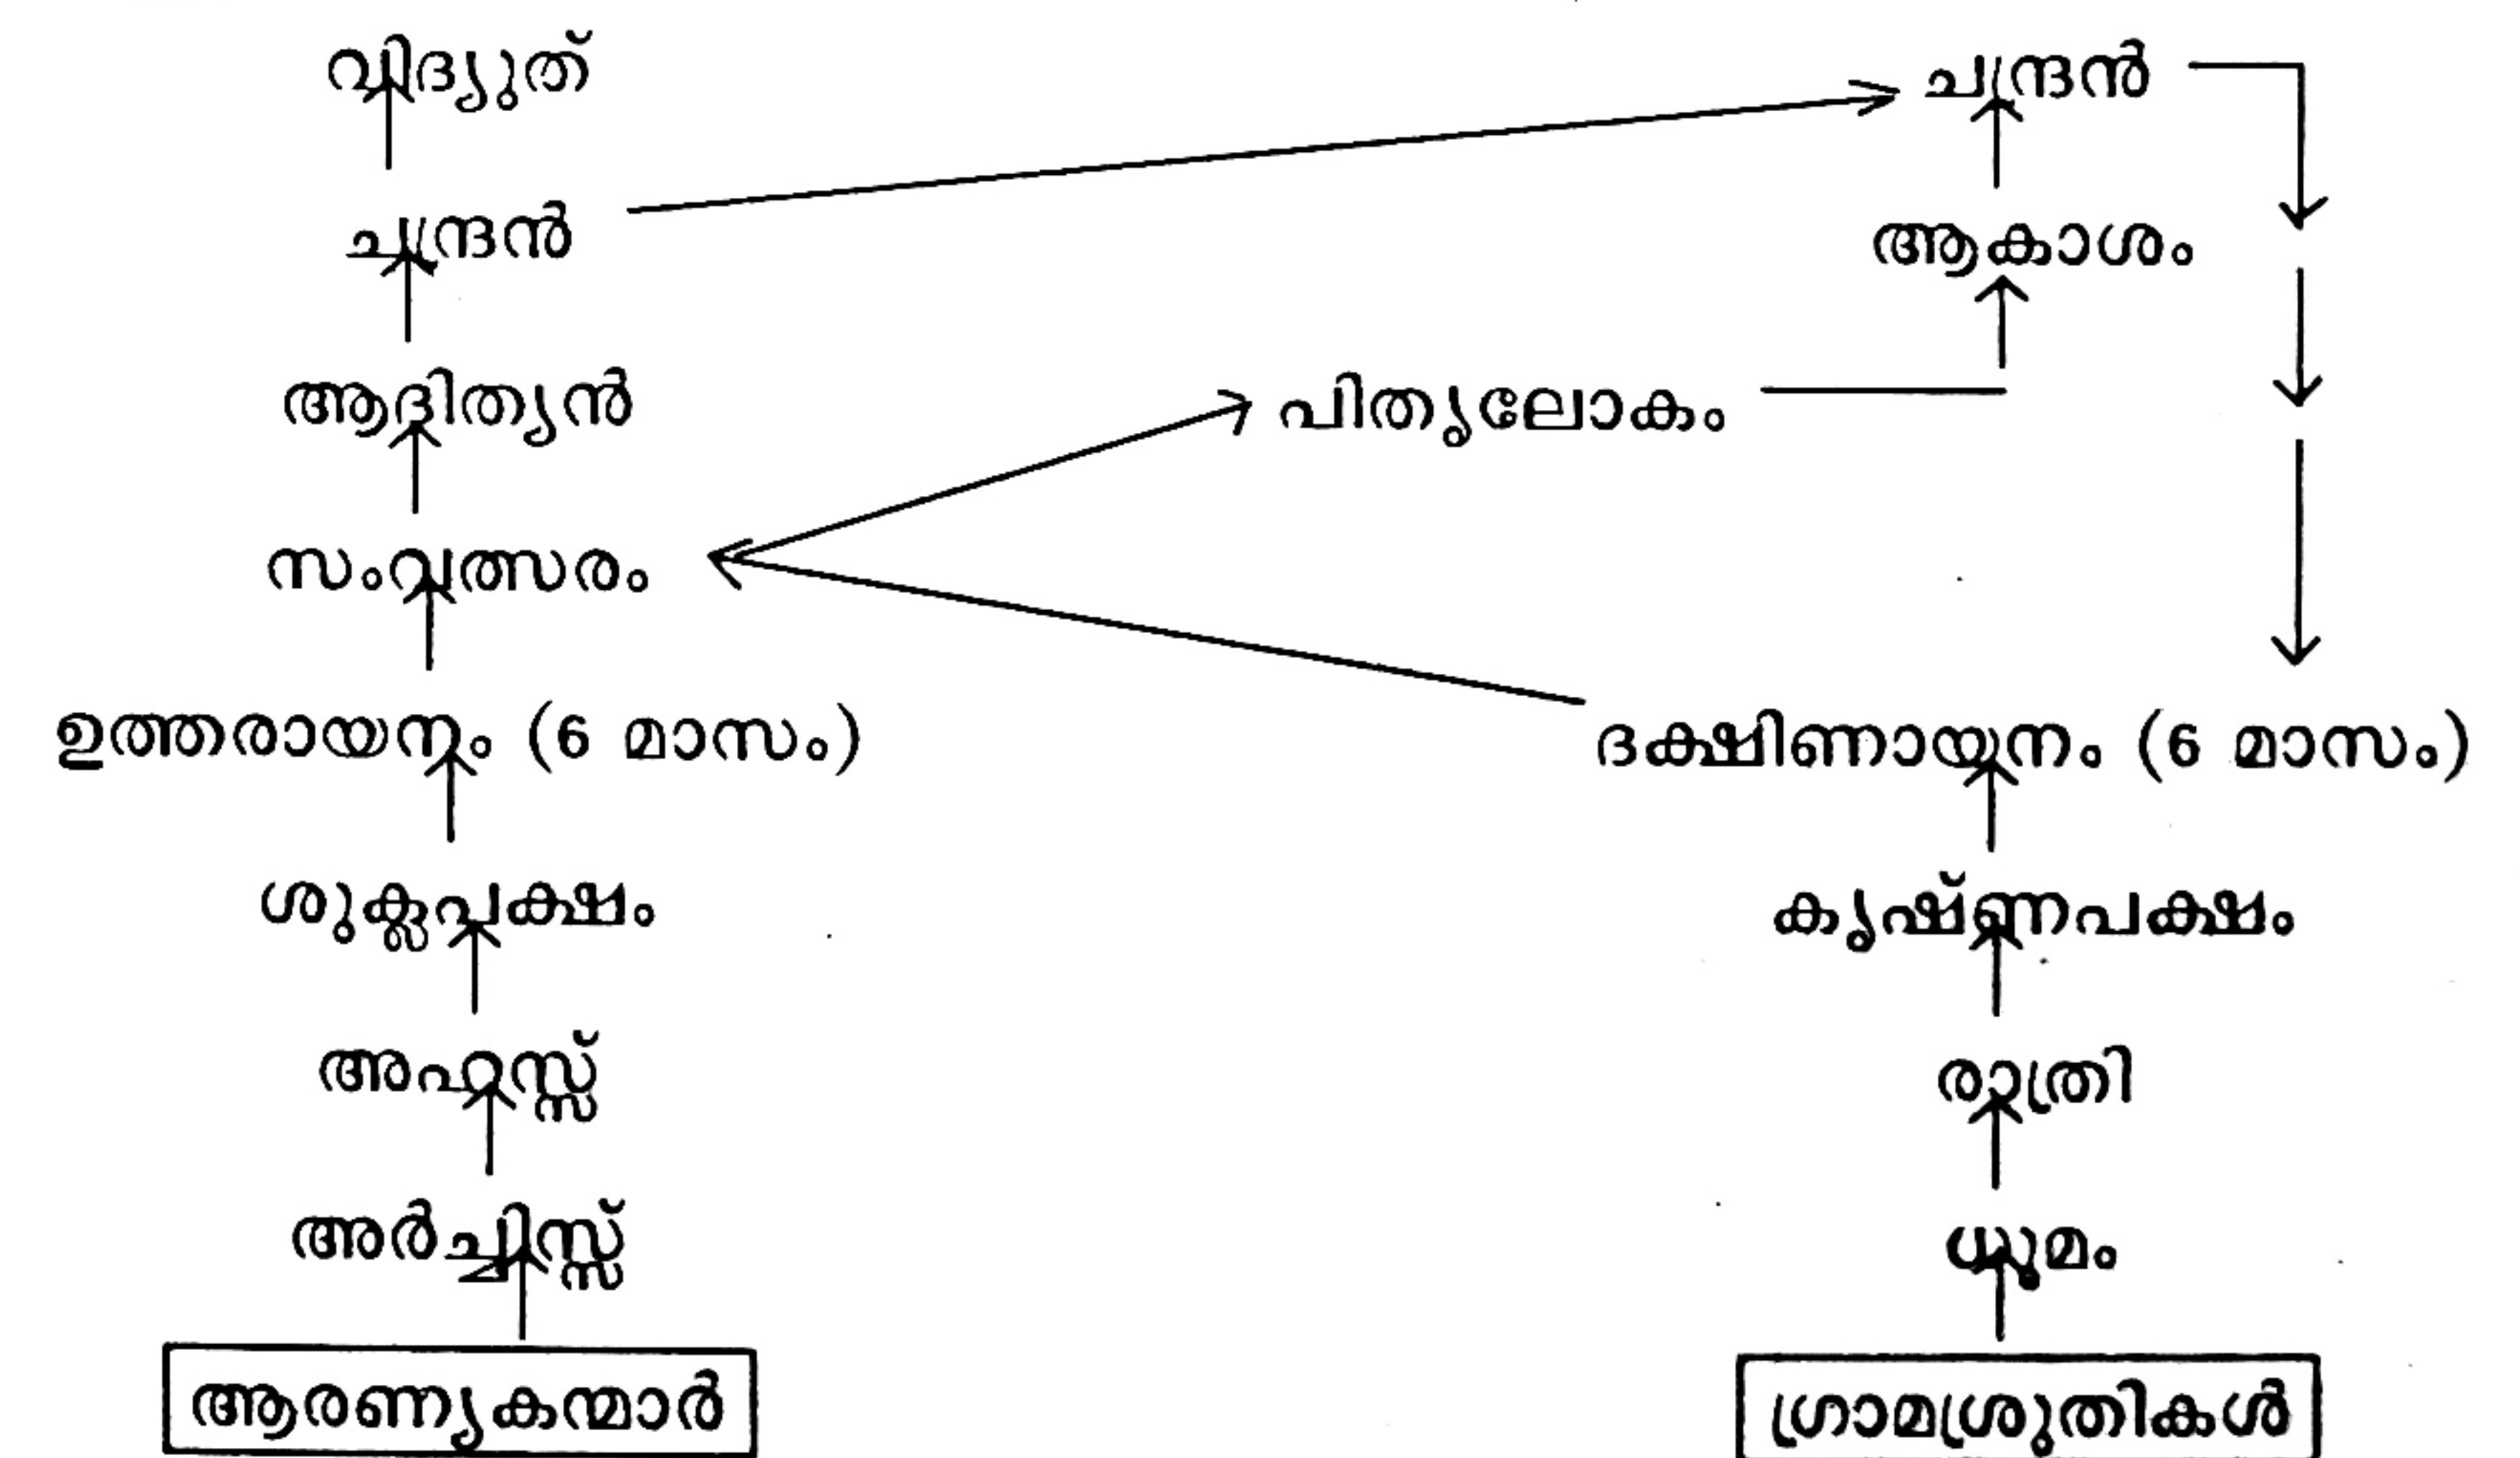 വിദ്യുത്
ചന്ദ്രൻ
ചന്ദ്രൻ
ആകാശം
ആദിത്യൻ
പിതൃലോകം
സംവത്സരം
ഉത്തരായനം (6 മാസം)
ദക്ഷിണായനം (6 മാസം)
ശുക്ലപക്ഷം
കൃഷ്ണപക്ഷം
അഹസ്സ്
രാത്രി
അർച്ചിസ്സ്
ധൂമം
ആരണ്യകന്മാർ
ഗ്രാമശ്രുതികൾ